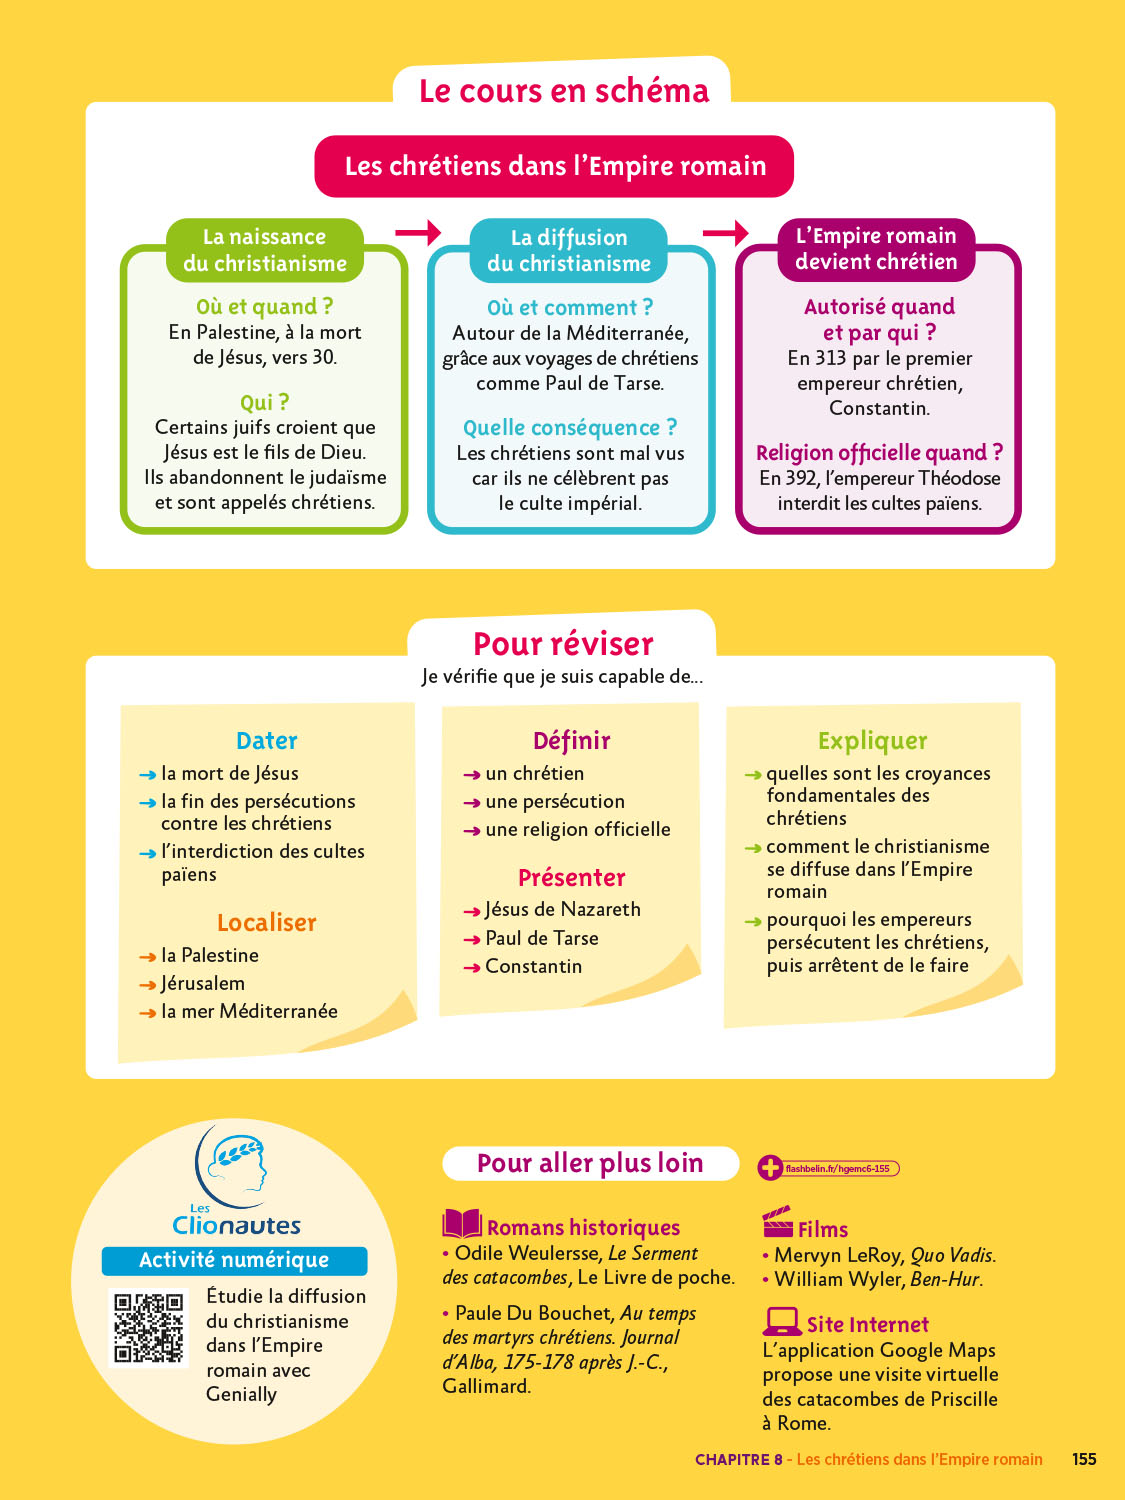 Le cours en schéma
Les chrétiens dans l'Empire romain
La naissance
du christianisme
Où et quand ?
En Palestine, à la mort
de Jésus, vers 30.
Qui ?
Certains juifs croient que
Jésus est le fils de Dieu.
Ils abandonnent le judaïsme
et sont appelés chrétiens.
La diffusion
du christianisme
Où et comment ?
Autour de la Méditerranée,
grâce aux voyages de chrétiens
comme Paul de Tarse.
Quelle conséquence ?
Les chrétiens sont mal vus
car ils ne célèbrent pas
le culte impérial.
L'Empire romain
devient chrétien
Autorisé quand
et par qui ?
En 313 par le premier
empereur chrétien,
Constantin.
Religion officielle quand ?
En 392, l'empereur Théodose
interdit les cultes païens.
Pour réviser
Je vérifie que je suis capable de...
Dater
→ la mort de Jésus
→ la fin des persécutions
contre les chrétiens
→ l'interdiction des cultes
païens
Localiser
→ la Palestine
→ Jérusalem
→ la mer Méditerranée
Définir
→ un chrétien
→ une persécution
→ une religion officielle
Présenter
→ Jésus de Nazareth
→ Paul de Tarse
→ Constantin
Expliquer
→ quelles sont les croyances
fondamentales des
chrétiens
→ comment le christianisme
se diffuse dans l'Empire
romain
→ pourquoi les empereurs
persécutent les chrétiens,
puis arrêtent de le faire
Les
Clionautes
Activité numérique
Étudie la diffusion
du christianisme
dans l'Empire
romain avec
Genially
Pour aller plus loin
flashbelin.fr/hgemc6-155
Romans historiques
• Odile Weulersse, Le Serment
des catacombes, Le Livre de poche.
• Paule Du Bouchet, Au temps
des martyrs chrétiens. Journal
d'Alba, 175-178 après J.-C.,
Gallimard.
Films
• Mervyn LeRoy, Quo Vadis.
• William Wyler, Ben-Hur.
Site Internet
L'application Google Maps
propose une visite virtuelle
des catacombes de Priscille
à Rome.
CHAPITRE 8 - Les chrétiens dans l'Empire romain 155